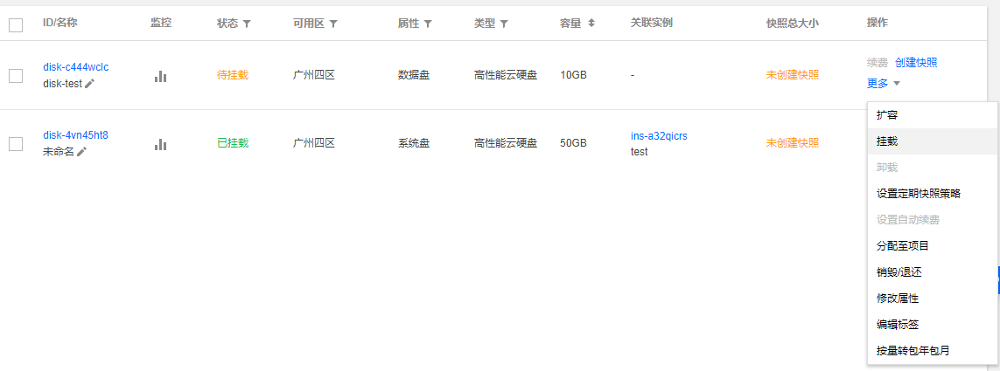 ID/名称 监控 状态 可用区 属性 类型 容量 关联实例 快照总大小 操作
disk-c444wclc
disk-test
待挂载 广州四区 数据盘 高性能云硬盘 10GB - 未创建快照
续费 创建快照
更多
disk-4vn45ht8
未命名
已挂载 广州四区 系统盘 高性能云硬盘 50GB
ins-a32qicrs
test
未创建快照
扩容
挂载
卸载
设置定期快照策略
设置自动续费
分配至项目
销毁/退还
修改属性
编辑标签
按量转包年包月